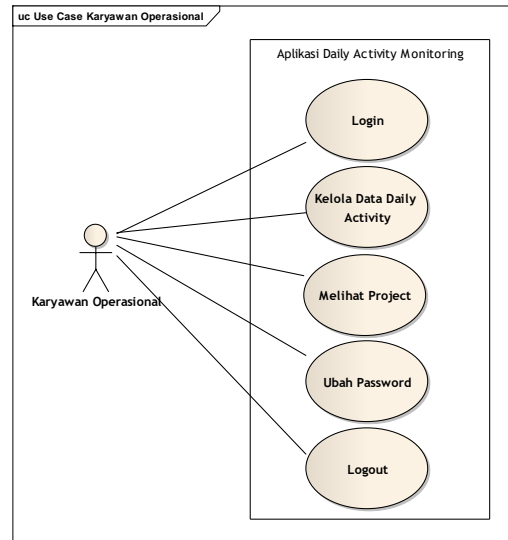 uc Use Case Karyawan Operasional
Aplikasi Daily Activity Monitoring
Login
Kelola Data Daily
Activity
Karyawan Operasional
Melihat Project
Ubah Password
Logout